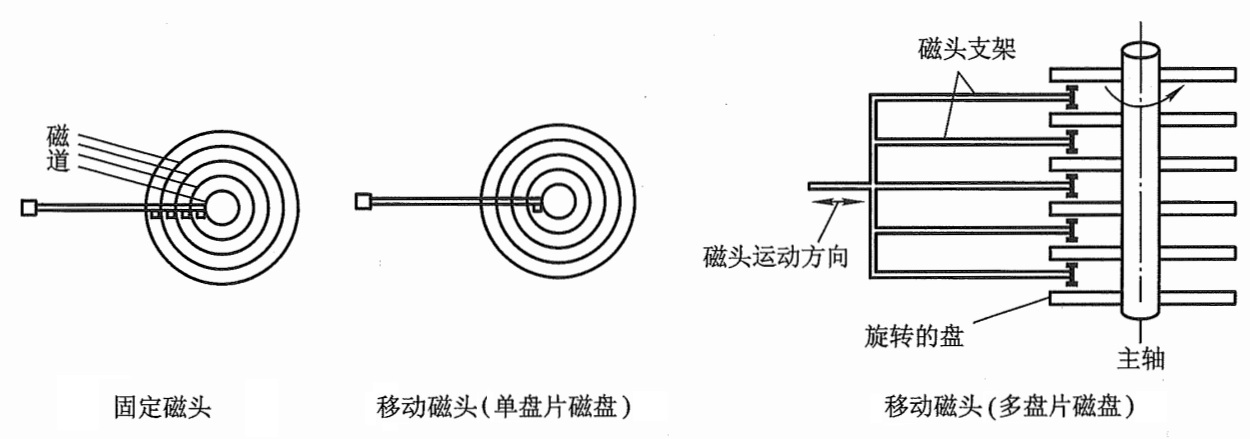 磁头支架
磁
道
磁头运动方向
旋转的盘
主轴
固定磁头
移动磁头(单盘片磁盘)
移动磁头(多盘片磁盘)